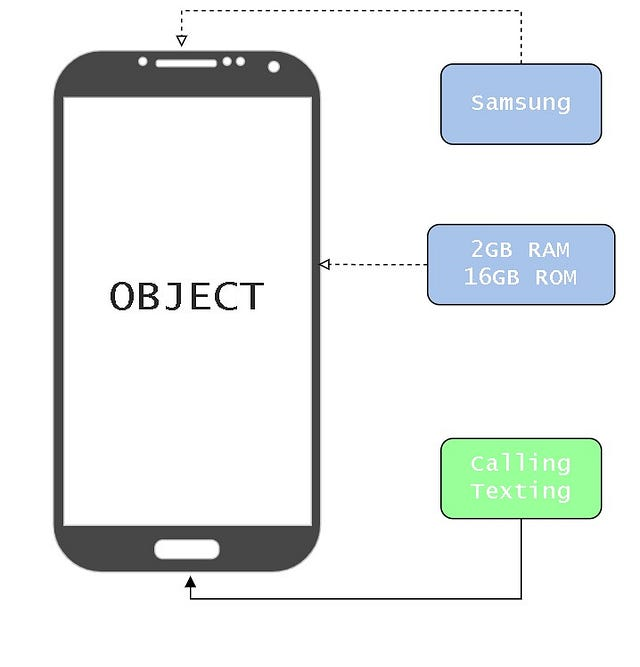 Samsung
2GB RAM
16GB ROM
OBJECT
Calling
Texting